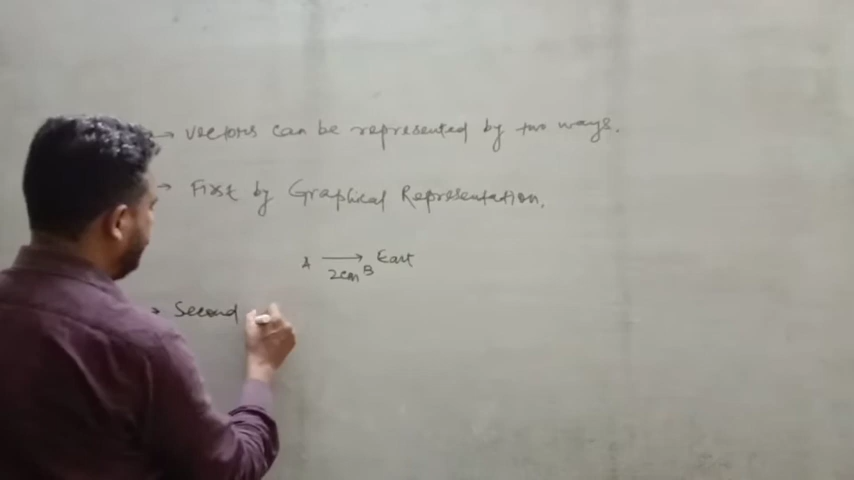 → Vectors can be represented by two ways.
→ First by Graphical Representation.
A → B East
2cm
→ Second